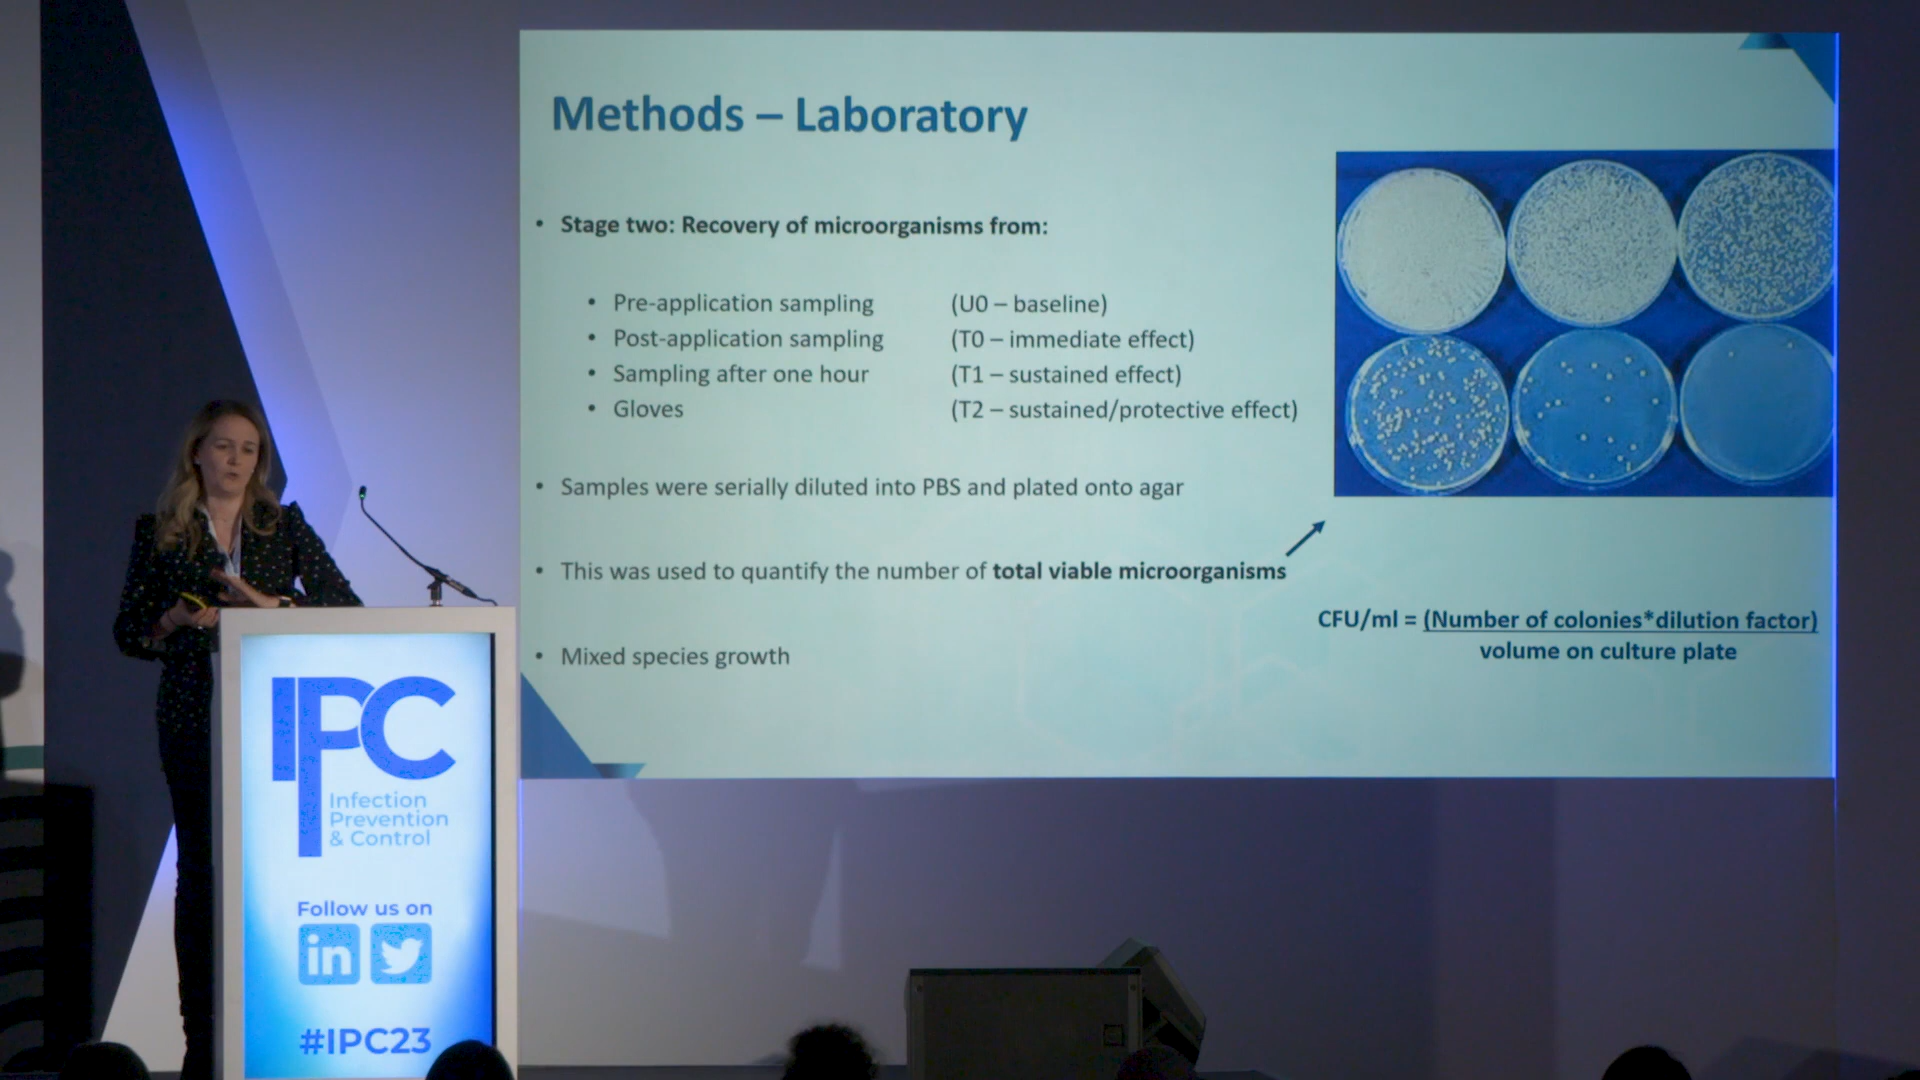 Methods – Laboratory
• Stage two: Recovery of microorganisms from:
• Pre-application sampling (U0 – baseline)
• Post-application sampling (T0 – immediate effect)
• Sampling after one hour (T1 – sustained effect)
• Gloves (T2 – sustained/protective effect)
• Samples were serially diluted into PBS and plated onto agar
• This was used to quantify the number of total viable microorganisms
CFU/ml = (Number of colonies*dilution factor)
volume on culture plate
• Mixed species growth
IPC
Infection
Prevention
& Control
Follow us on
in
#IPC23